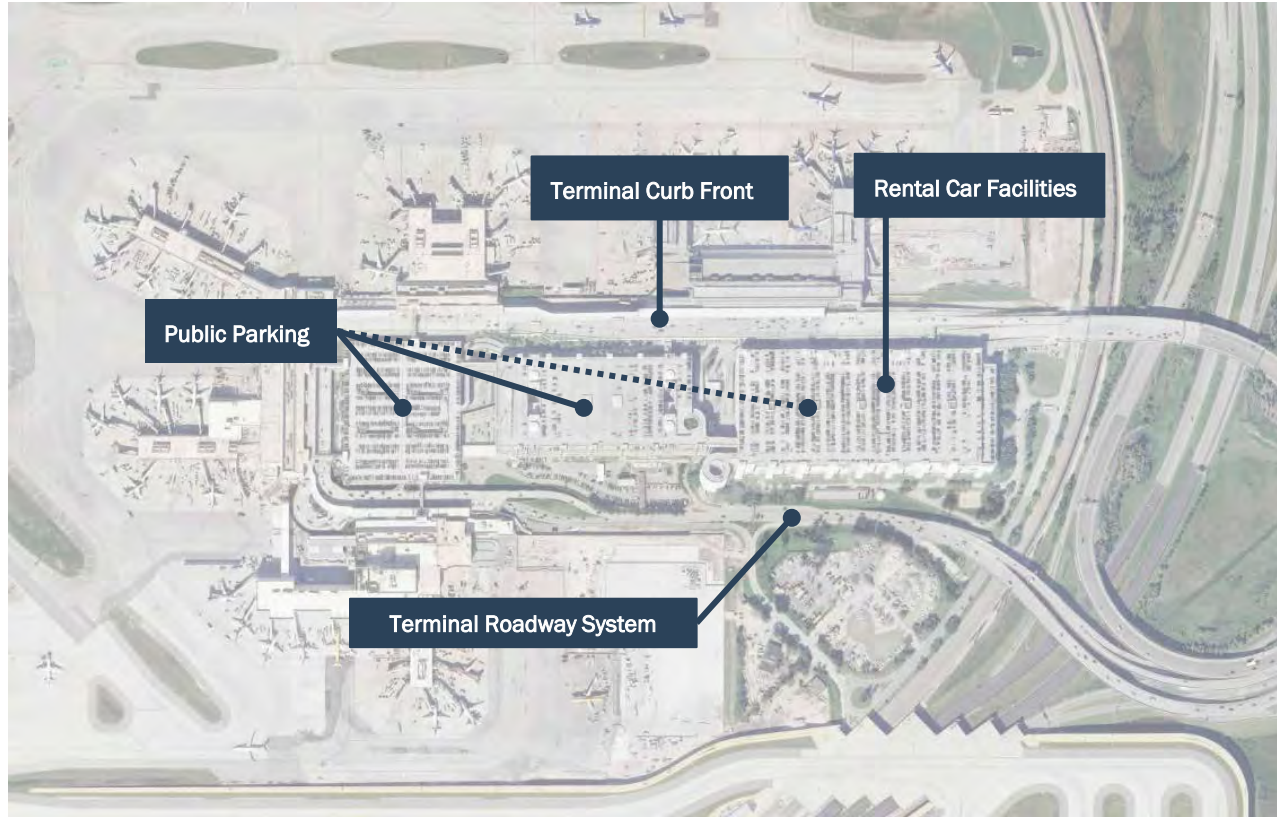 Terminal Curb Front
Rental Car Facilities
Public Parking
Terminal Roadway System